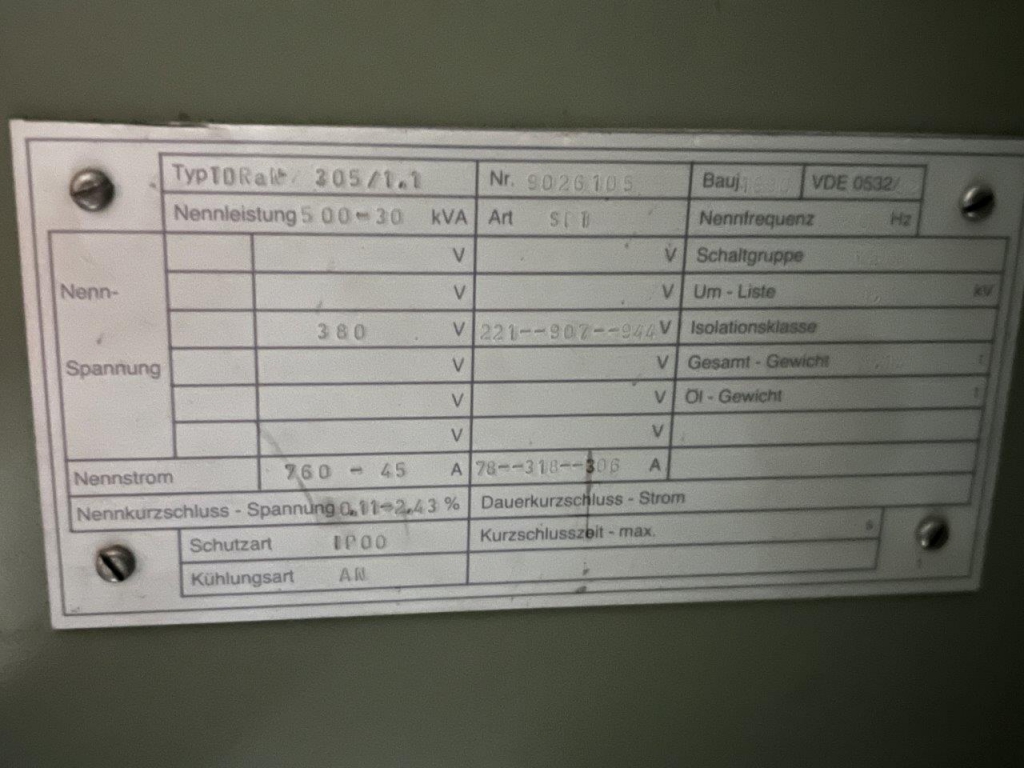 Typ 305/1.1 Nr. 9026105 Bauj. VDE 0532/
Nennleistung 500-30 kVA Art Nennfrequenz Hz
V V Schaltgruppe
Nenn- V V Um - Liste kV
380 V 221--907--944 V Isolationsklasse
Spannung V V Gesamt - Gewicht t
V V Öl - Gewicht t
V V
Nennstrom 760 - 45 A 78--318--306 A
Nennkurzschluss - Spannung 0.11-2.43 % Dauerkurzschluss - Strom
Schutzart IP00 Kurzschlusszeit - max. s
Kühlungsart AN